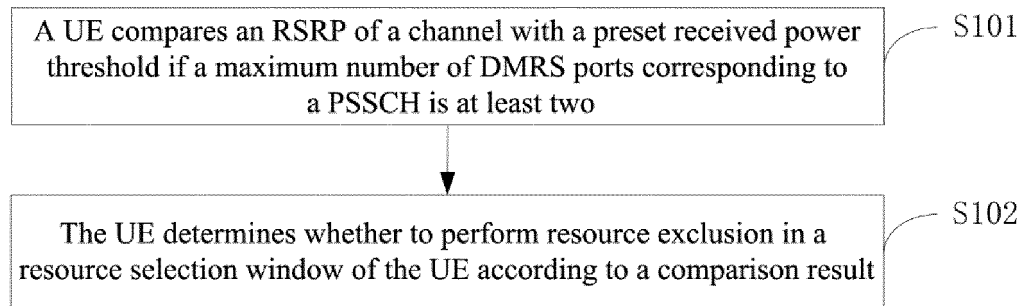 A UE compares an RSRP of a channel with a preset received power
threshold if a maximum number of DMRS ports corresponding to
a PSSCH is at least two
S101
The UE determines whether to perform resource exclusion in a
resource selection window of the UE according to a comparison result
S102